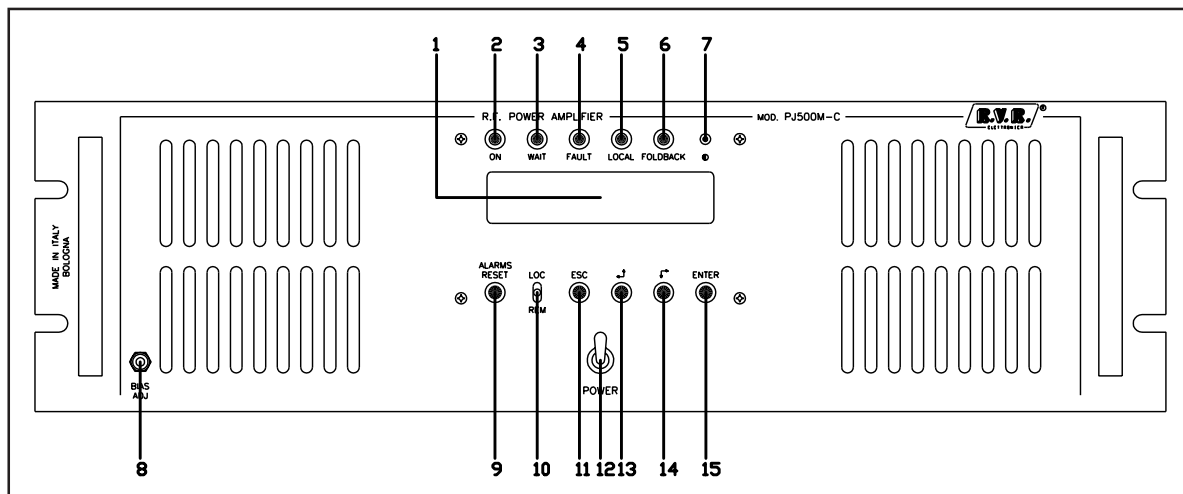 1 2 3 4 5 6 7
R.F. POWER AMPLIFIER
MOD. PJ500M-C
R.V.R.®
ELETTRONICA
ON WAIT FAULT LOCAL FOLDBACK
MADE IN ITALY
BOLOGNA
ALARMS
RESET
LOC
REM
ESC
ENTER
BIAS
ADJ
POWER
8 9 10 11 12 13 14 15